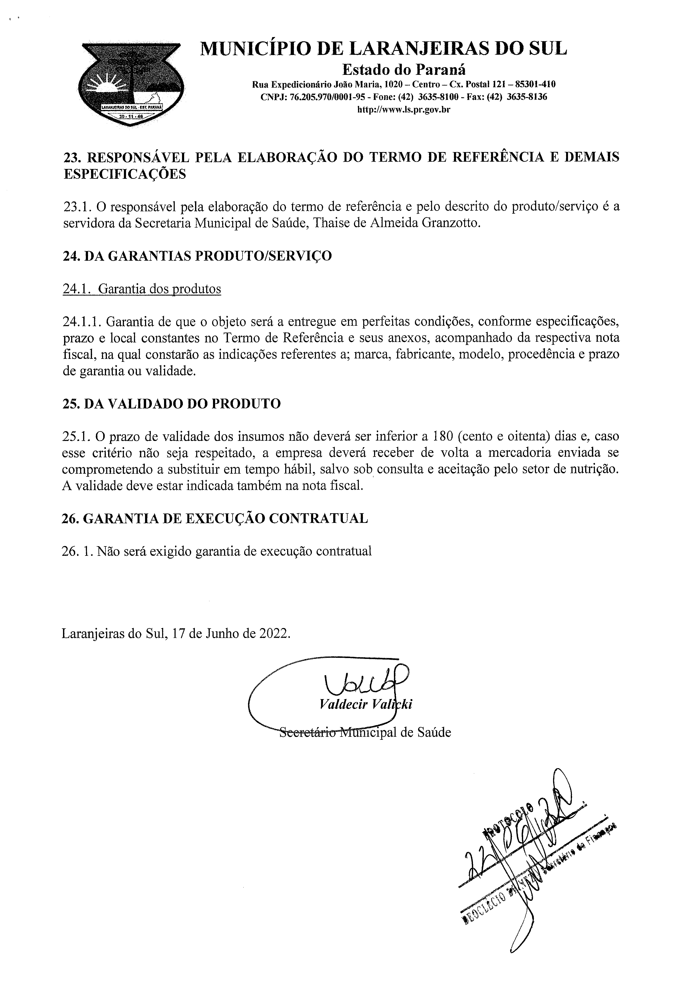 MUNICÍPIO DE LARANJEIRAS DO SUL
Estado do Paraná
Rua Expedicionário João Maria, 1020 – Centro – Cx. Postal 121 – 85301-410
CNPJ: 76.205.970/0001-95 - Fone: (42) 3635-8100 - Fax: (42) 3635-8136
http://www.ls.pr.gov.br
LARANJEIRAS DO SUL - EST. PARANÁ
30 - 11 - 46
23. RESPONSÁVEL PELA ELABORAÇÃO DO TERMO DE REFERÊNCIA E DEMAIS
ESPECIFICAÇÕES
23.1. O responsável pela elaboração do termo de referência e pelo descrito do produto/serviço é a
servidora da Secretaria Municipal de Saúde, Thaise de Almeida Granzotto.
24. DA GARANTIAS PRODUTO/SERVIÇO
24.1. Garantia dos produtos
24.1.1. Garantia de que o objeto será a entregue em perfeitas condições, conforme especificações,
prazo e local constantes no Termo de Referência e seus anexos, acompanhado da respectiva nota
fiscal, na qual constarão as indicações referentes a; marca, fabricante, modelo, procedência e prazo
de garantia ou validade.
25. DA VALIDADO DO PRODUTO
25.1. O prazo de validade dos insumos não deverá ser inferior a 180 (cento e oitenta) dias e, caso
esse critério não seja respeitado, a empresa deverá receber de volta a mercadoria enviada se
comprometendo a substituir em tempo hábil, salvo sob consulta e aceitação pelo setor de nutrição.
A validade deve estar indicada também na nota fiscal.
26. GARANTIA DE EXECUÇÃO CONTRATUAL
26. 1. Não será exigido garantia de execução contratual
Laranjeiras do Sul, 17 de Junho de 2022.
Valdecir Valicki
Secretário Municipal de Saúde
PROTOCOLO
DEOCLÉCIO
Secretário de Finanças